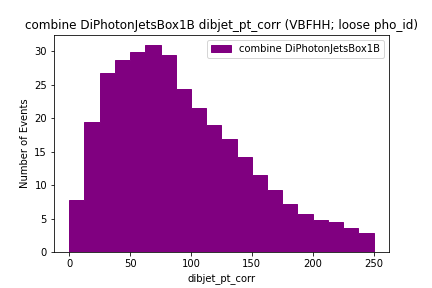 combine DiPhotonJetsBox1B dibjet_pt_corr (VBFHH; loose pho_id)
combine DiPhotonJetsBox1B
30
25
20
15
10
5
0
Number of Events
0 50 100 150 200 250
dibjet_pt_corr